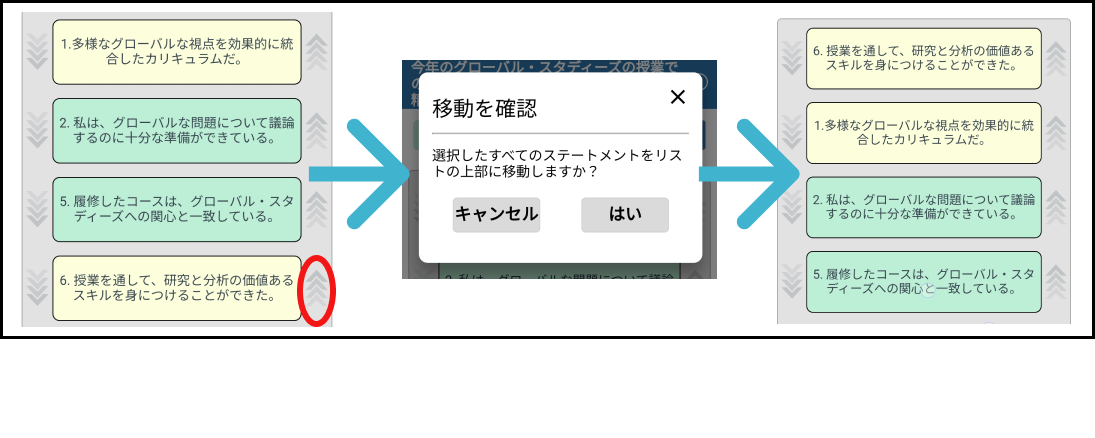 1.多様なグローバルな視点を効果的に統
合したカリキュラムだ。
2. 私は、グローバルな問題について議論
するのに十分な準備ができている。
5. 履修したコースは、グローバル・スタ
ディーズへの関心と一致している。
6. 授業を通して、研究と分析の価値ある
スキルを身につけることができた。
今年のグローバル・スタディーズの授業で
移動を確認
選択したすべてのステートメントをリス
トの上部に移動しますか？
キャンセル
はい
2. 私は、グローバルな問題について議論
6. 授業を通して、研究と分析の価値ある
スキルを身につけることができた。
1.多様なグローバルな視点を効果的に統
合したカリキュラムだ。
2. 私は、グローバルな問題について議論
するのに十分な準備ができている。
5. 履修したコースは、グローバル・スタ
ディーズへの関心と一致している。